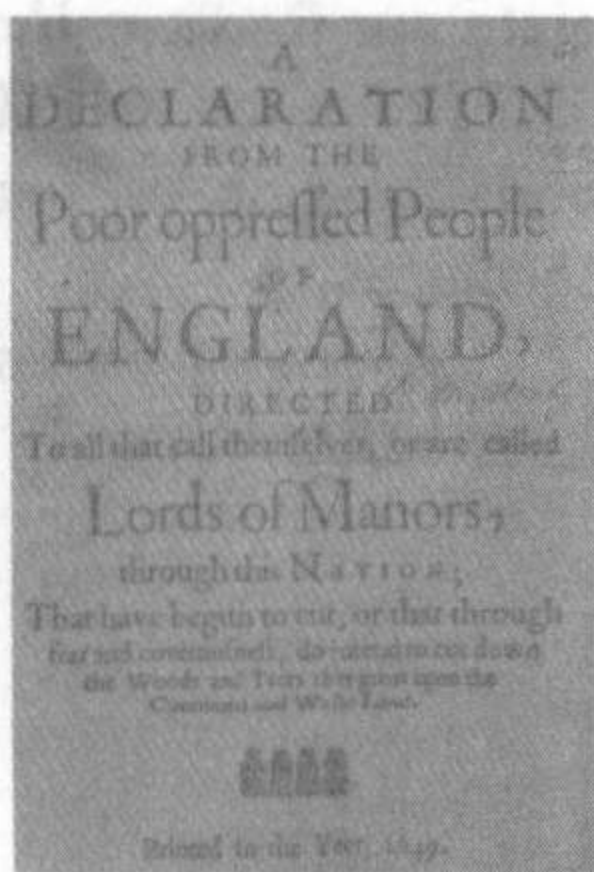 A
DECLARATION
FROM THE
Poor oppreſſed People
OF
ENGLAND,
DIRECTED
To all that call themſelves, or are called
Lords of Manors,
through this NATION;
That have begun to cut, or that through
fear and covetouſneſs, do intend to cut down
the Woods and Trees that grow upon the
Commons and Waſte Land.
Printed in the Year, 1649.